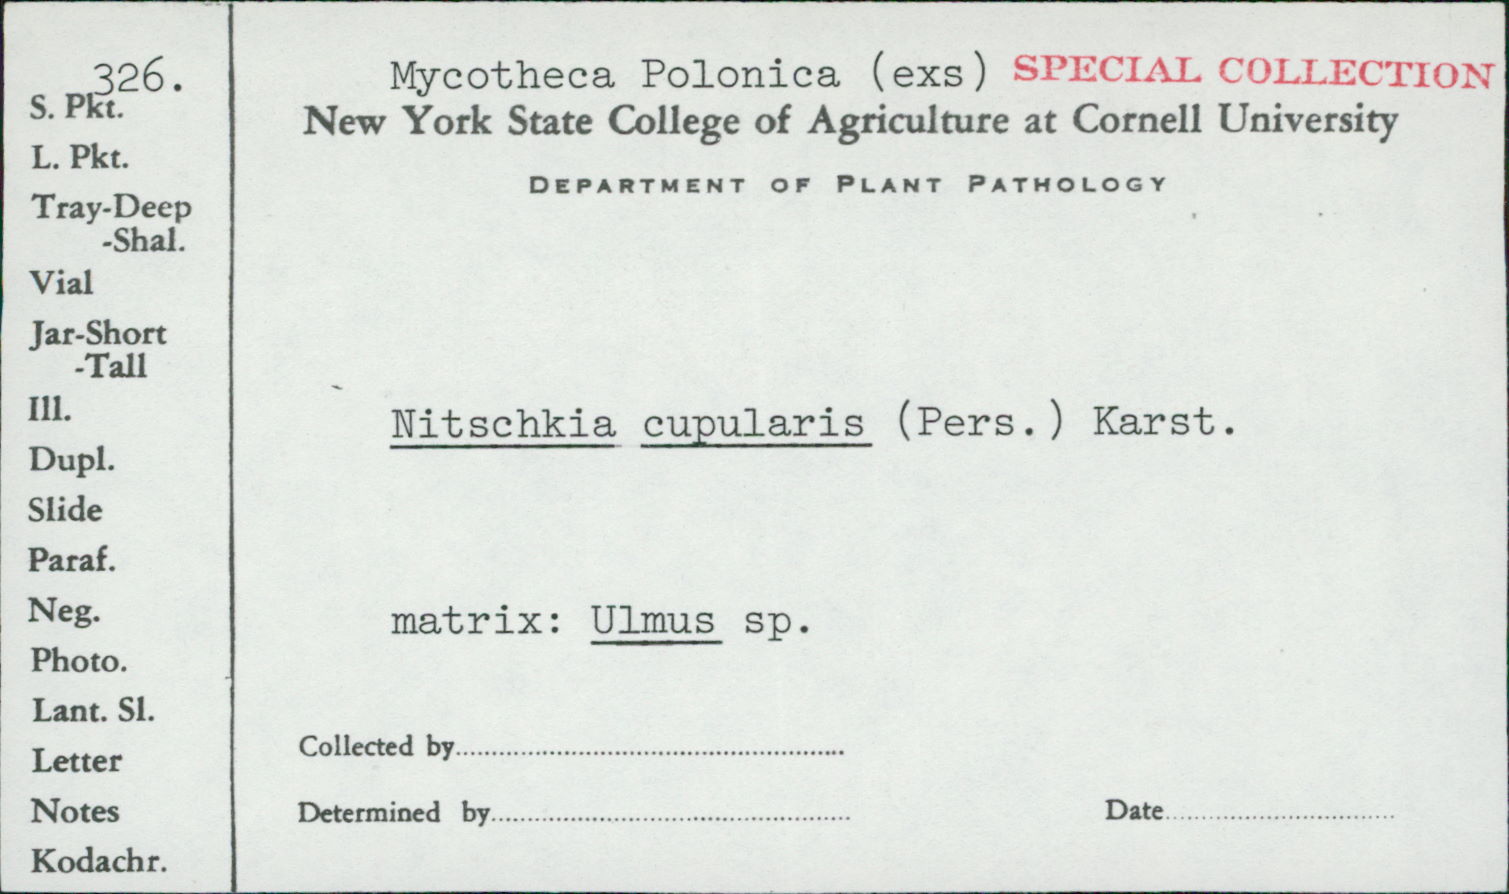 326.
S. Pkt.
L. Pkt.
Tray-Deep
-Shal.
Vial
Jar-Short
-Tall
Ill.
Dupl.
Slide
Paraf.
Neg.
Photo.
Lant. Sl.
Letter
Notes
Kodachr.
Mycotheca Polonica (exs) SPECIAL COLLECTION
New York State College of Agriculture at Cornell University
DEPARTMENT OF PLANT PATHOLOGY
Nitschkia cupularis (Pers.) Karst.
matrix: Ulmus sp.
Collected by
Determined by Date